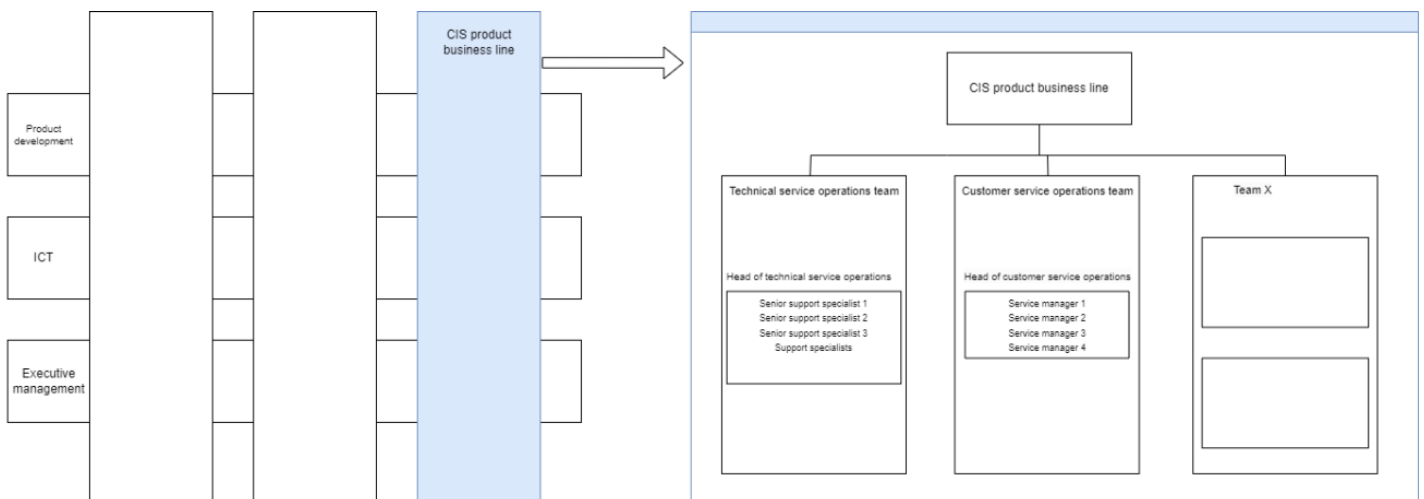 CIS product
business line
Product
development
ICT
Executive
management
CIS product business line
Technical service operations team
Head of technical service operations
Senior support specialist 1
Senior support specialist 2
Senior support specialist 3
Support specialists
Customer service operations team
Head of customer service operations
Service manager 1
Service manager 2
Service manager 3
Service manager 4
Team X